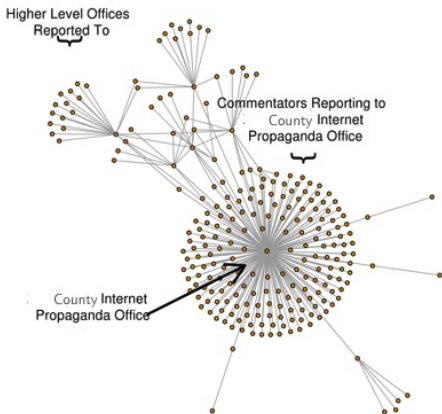 Higher Level Offices
Reported To
Commentators Reporting to
County Internet
Propaganda Office
County Internet
Propaganda Office